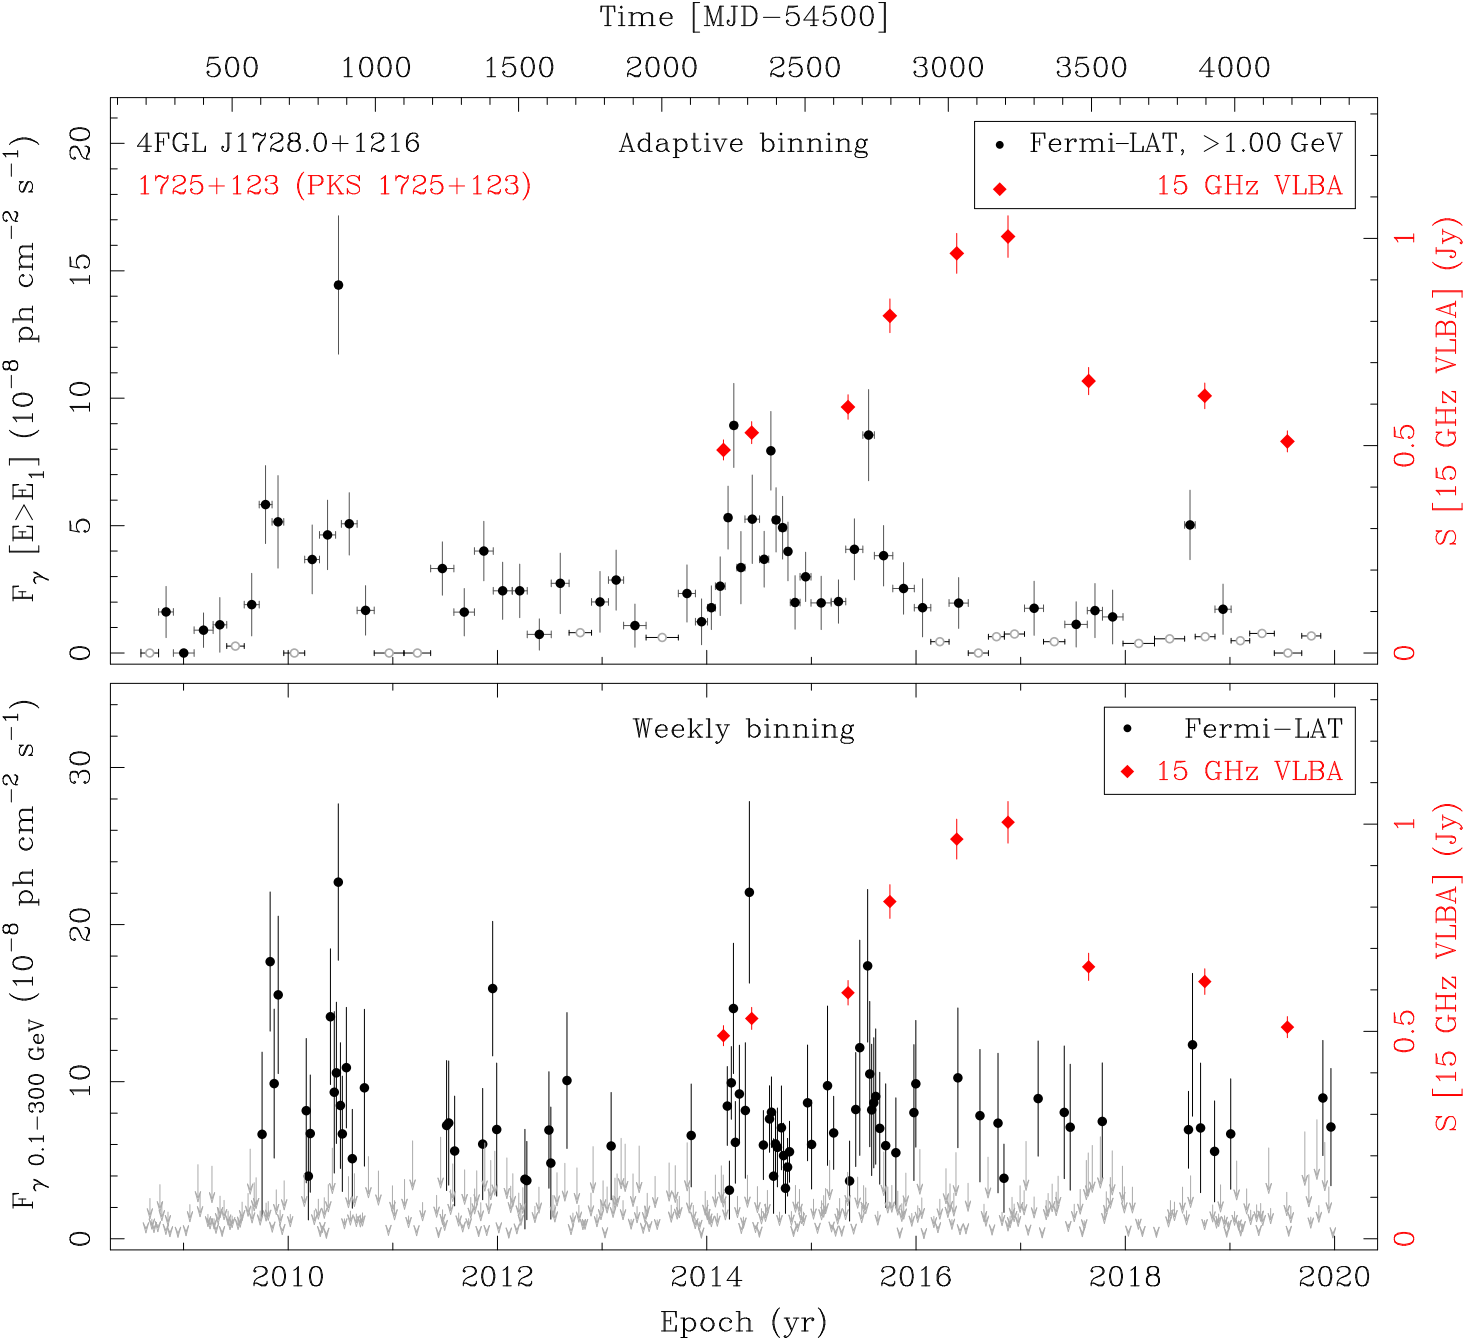 Time [MJD−54500]
500 1000 1500 2000 2500 3000 3500 4000
4FGL J1728.0+1216
1725+123 (PKS 1725+123)
Adaptive binning
Fermi−LAT, >1.00 GeV
15 GHz VLBA
F γ [E>E1] (10−8 ph cm−2 s−1)
20
15
10
5
0
S [15 GHz VLBA] (Jy)
1
0.5
0
Weekly binning
Fermi−LAT
15 GHz VLBA
F γ 0.1−300 GeV (10−8 ph cm−2 s−1)
30
20
10
0
S [15 GHz VLBA] (Jy)
1
0.5
0
2010 2012 2014 2016 2018 2020
Epoch (yr)